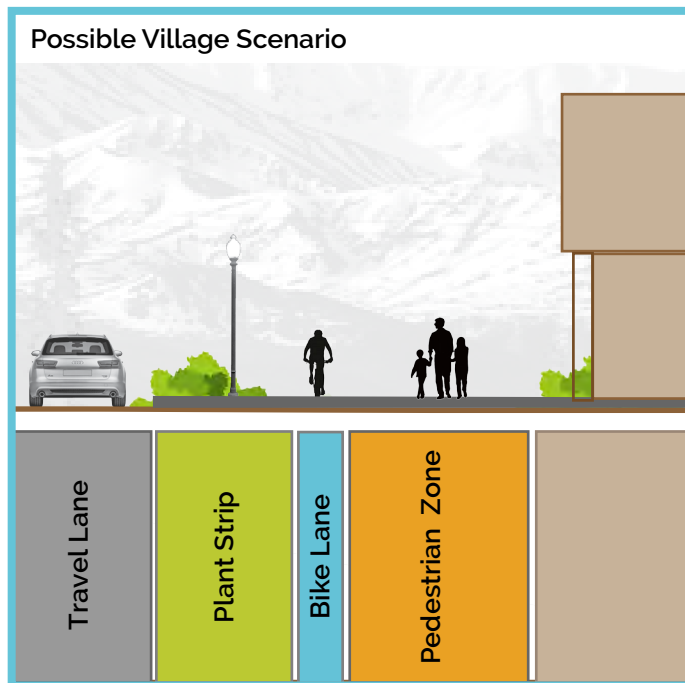 Possible Village Scenario
Travel Lane
Plant Strip
Bike Lane
Pedestrian Zone